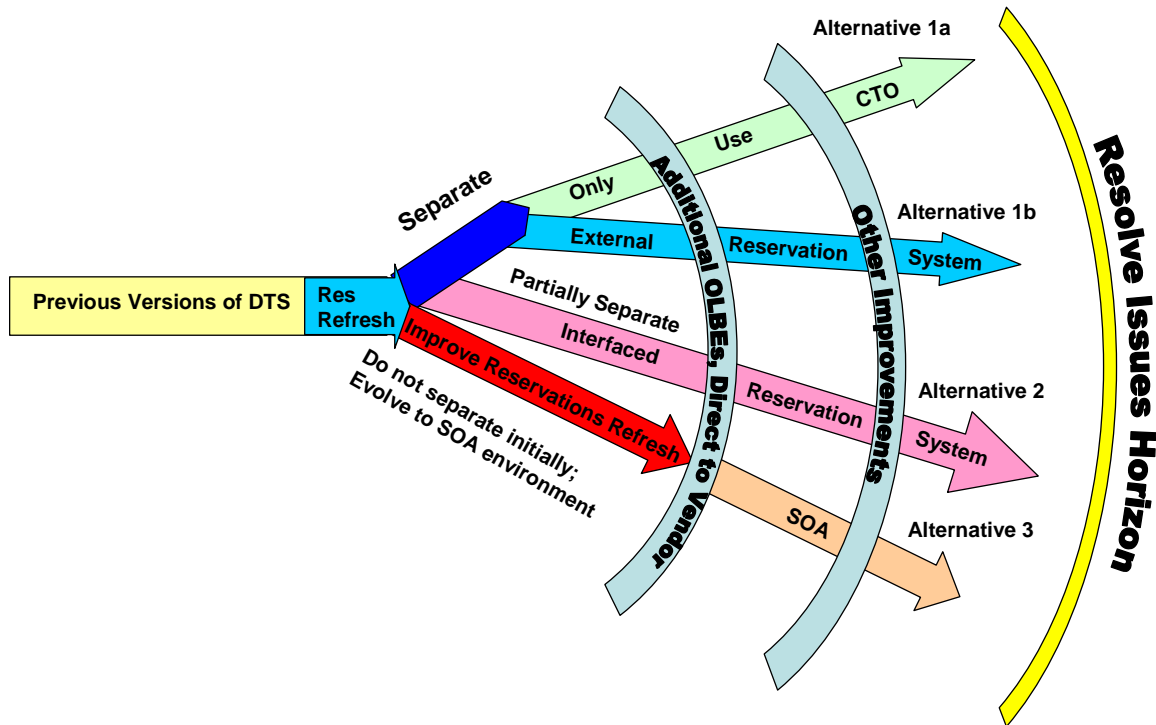 Alternative 1a
Only Use CTO
Separate
Alternative 1b
External Reservation System
Previous Versions of DTS
Res
Refresh
Partially Separate
Interfaced Reservation System
Alternative 2
Improve Reservations Refresh
Do not separate initially;
Evolve to SOA environment
SOA
Alternative 3
Additional OLBEs, Direct to Vendor
Other Improvements
Resolve Issues Horizon